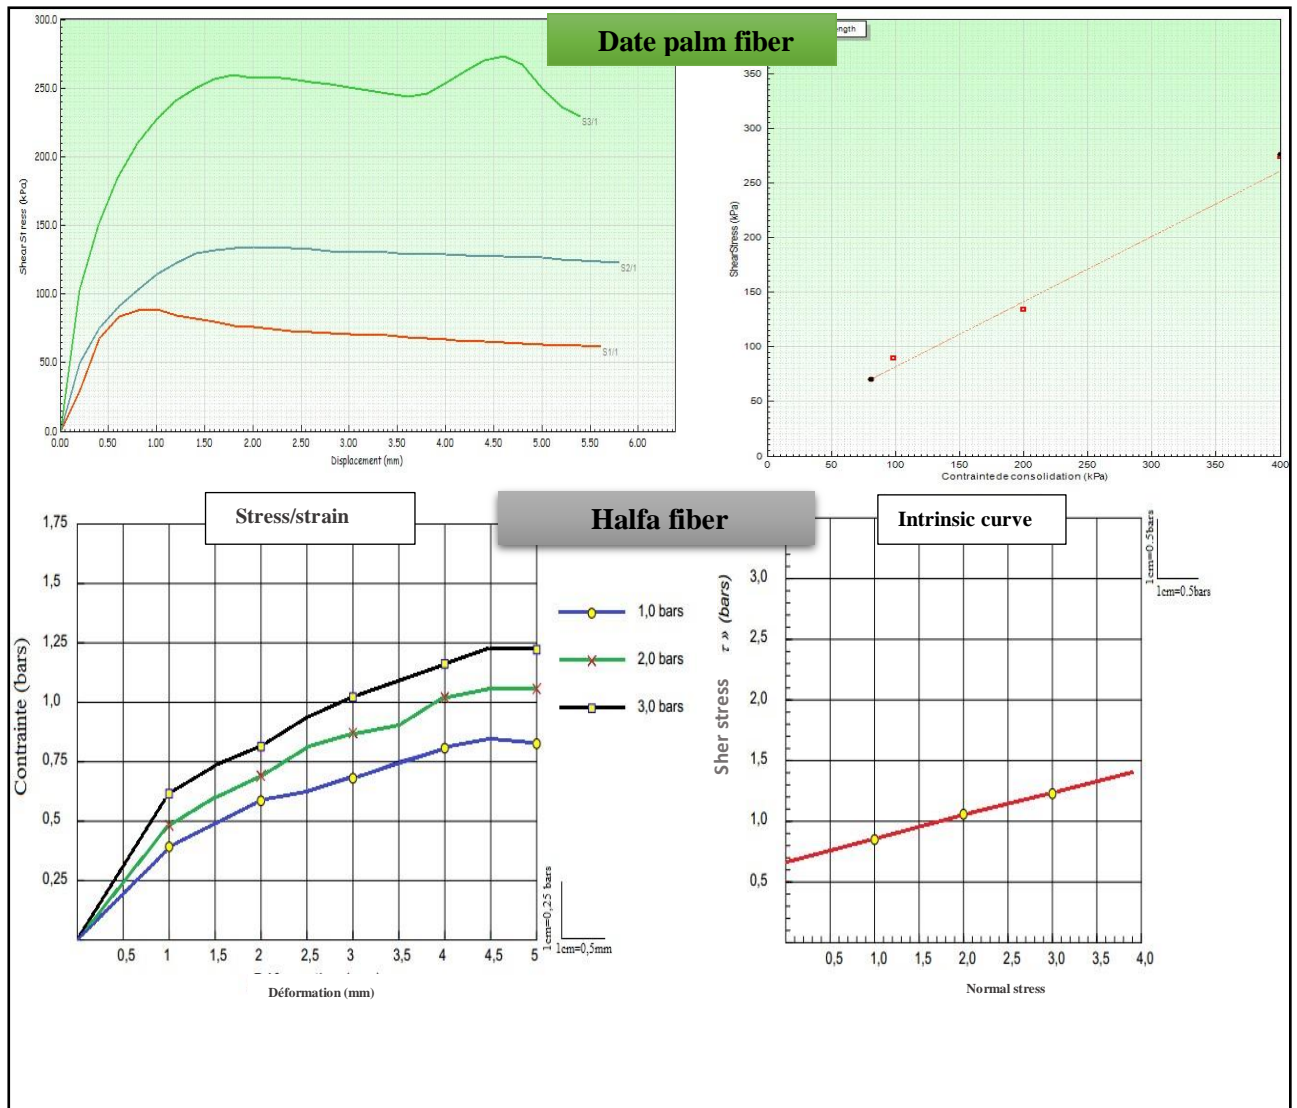 Date palm fiber
300.0
250.0
200.0
150.0
100.0
50.0
0.0
Shear Stress (kPa)
S3/1
S2/1
S1/1
0.00 0.50 1.00 1.50 2.00 2.50 3.00 3.50 4.00 4.50 5.00 5.50 6.00
Displacement (mm)
ength
350
300
250
200
150
100
50
0
ShearStress (kPa)
0 50 100 150 200 250 300 350 400
Contrainte de consolidation (kPa)
Halfa fiber
Stress/strain
1,75
1,5
1,25
1,0
0,75
0,5
0,25
Contrainte (bars)
0,5 1 1,5 2 2,5 3 3,5 4 4,5 5
Déformation (mm)
1cm=0,25 bars
1cm=0,5mm
1,0 bars
2,0 bars
3,0 bars
Intrinsic curve
3,0
2,5
2,0
1,5
1,0
0,5
Sher stress τ » (bars)
0,5 1,0 1,5 2,0 2,5 3,0 3,5 4,0
Normal stress
1cm=0.5bars
1cm=0.5bars